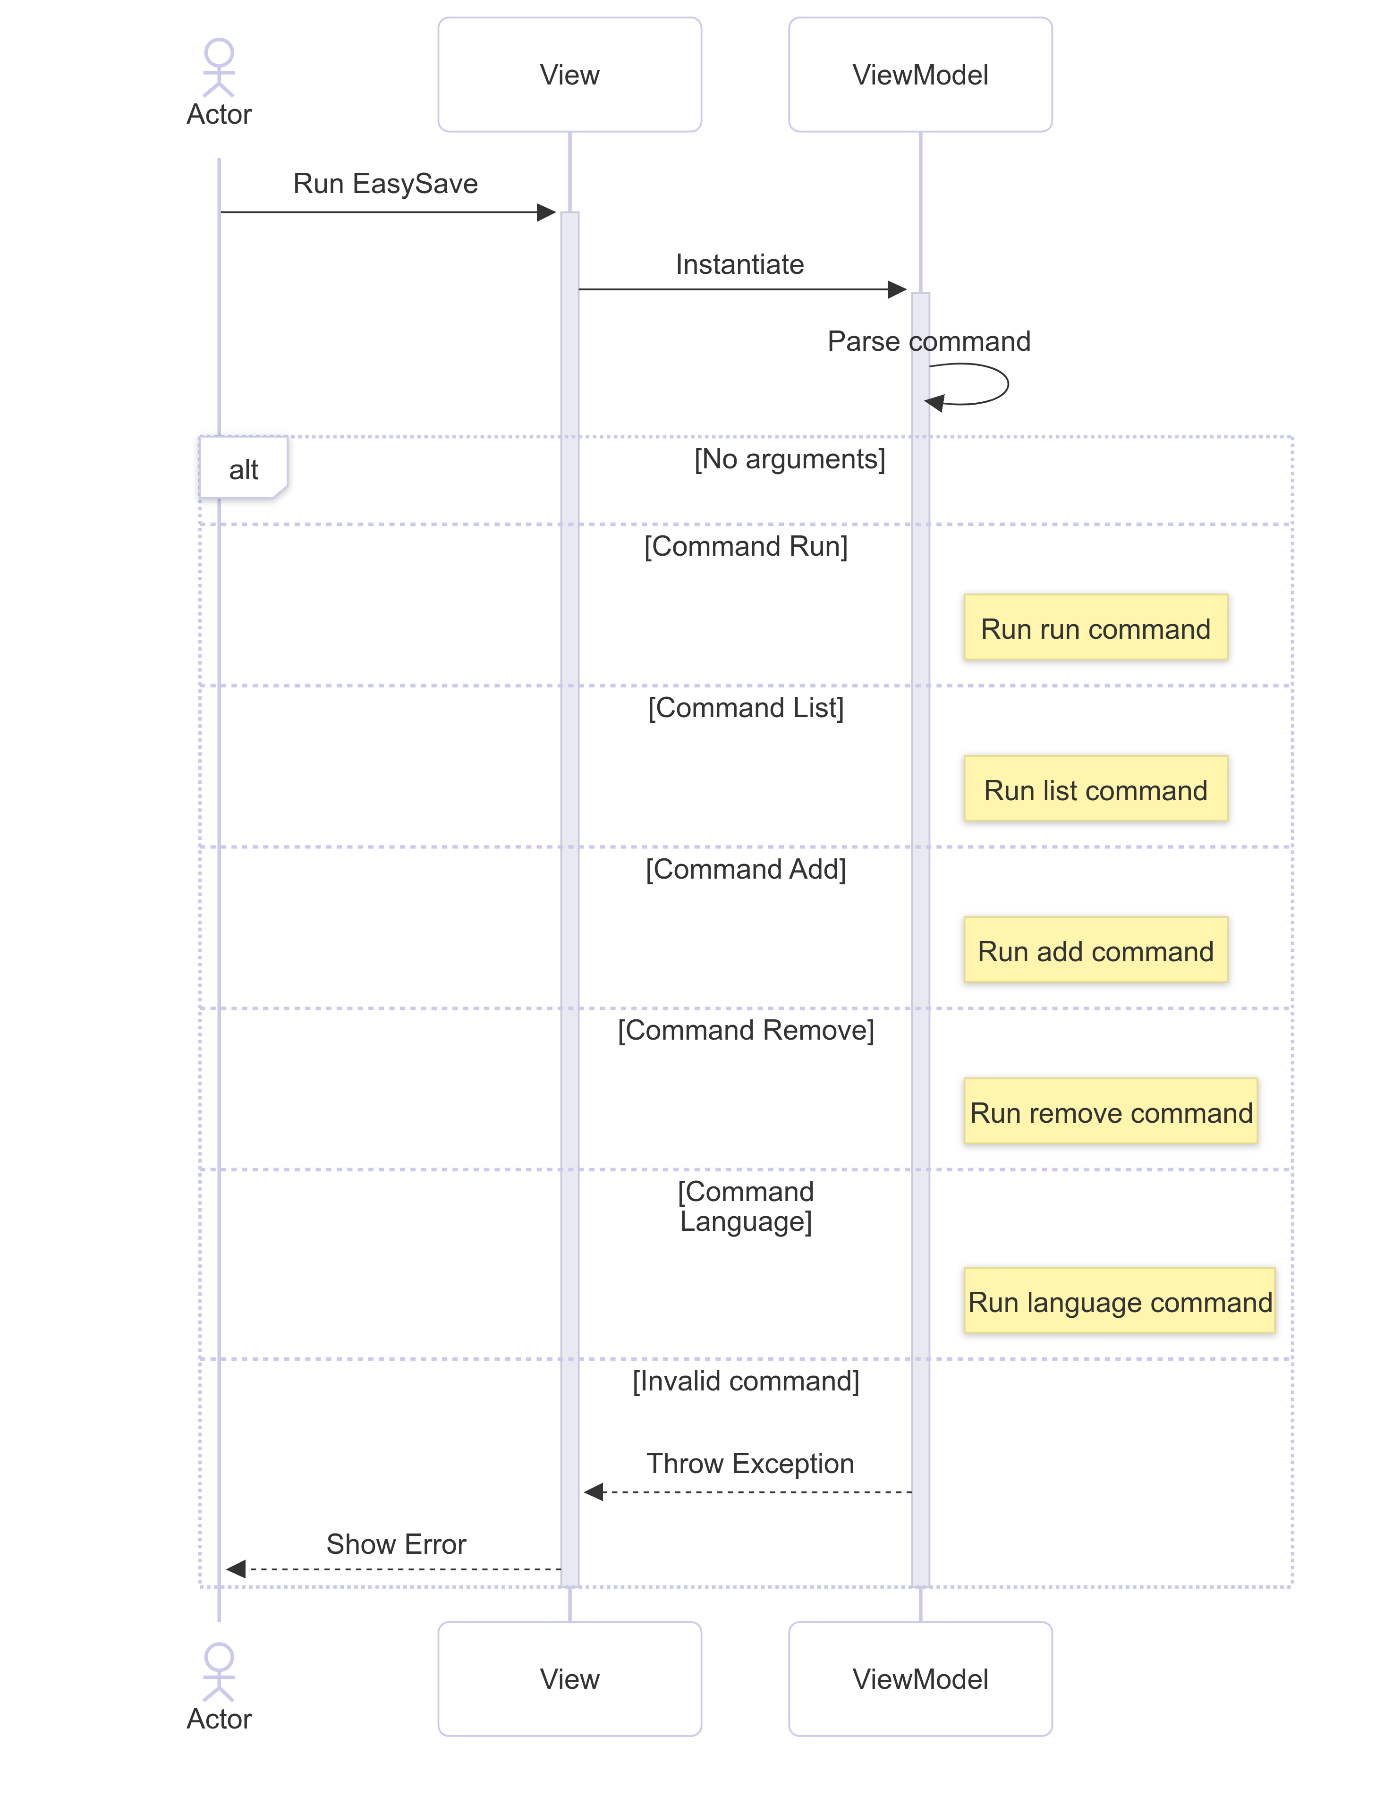 Actor
View
ViewModel
Run EasySave
Instantiate
Parse command
alt
[No arguments]
[Command Run]
Run run command
[Command List]
Run list command
[Command Add]
Run add command
[Command Remove]
Run remove command
[Command
Language]
Run language command
[Invalid command]
Throw Exception
Show Error
View
ViewModel
Actor